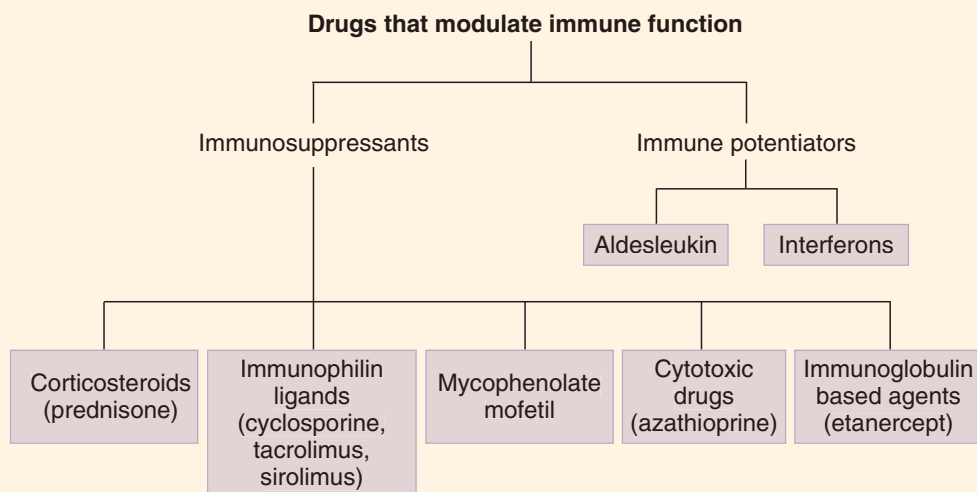 Drugs that modulate immune function
Immunosuppressants
Immune potentiators
Aldesleukin
Interferons
Corticosteroids
(prednisone)
Immunophilin
ligands
(cyclosporine,
tacrolimus,
sirolimus)
Mycophenolate
mofetil
Cytotoxic
drugs
(azathioprine)
Immunoglobulin
based agents
(etanercept)